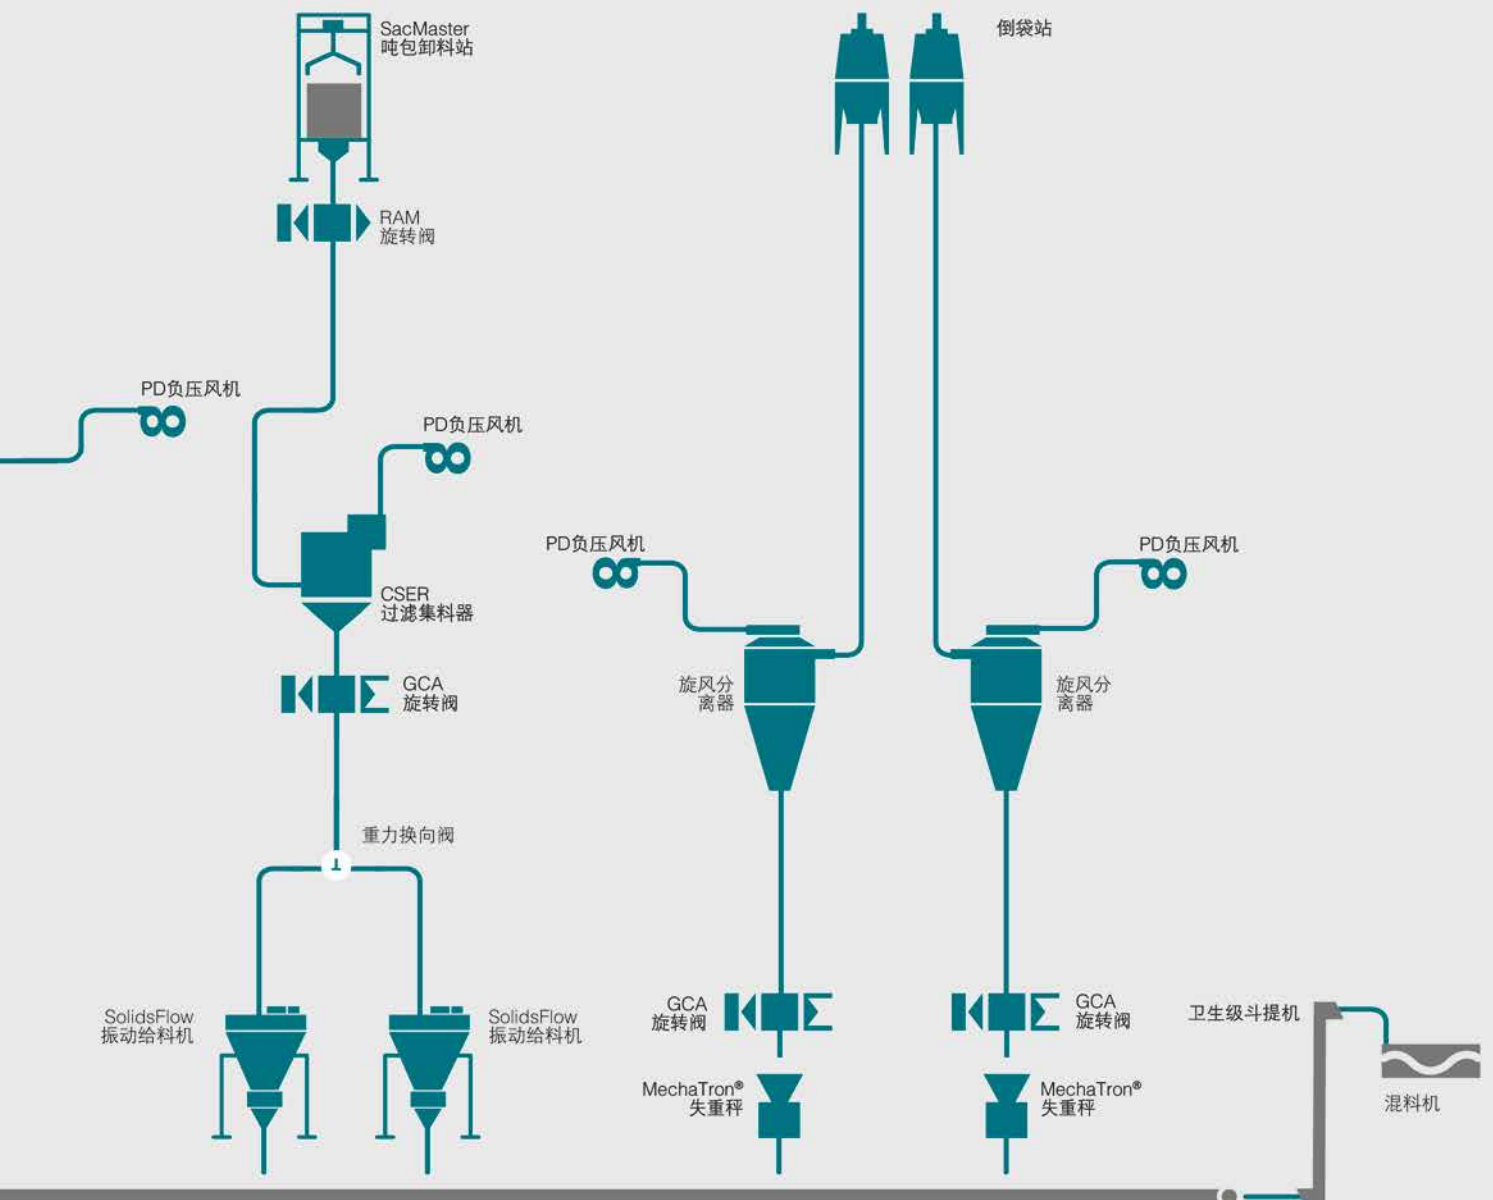 SacMaster
吨包卸料站
倒袋站
RAM
旋转阀
PD负压风机
PD负压风机
PD负压风机
PD负压风机
CSER
过滤集料器
GCA
旋转阀
旋风分
离器
旋风分
离器
重力换向阀
SolidsFlow
振动给料机
SolidsFlow
振动给料机
GCA
旋转阀
GCA
旋转阀
卫生级斗提机
MechaTron®
失重秤
MechaTron®
失重秤
混料机